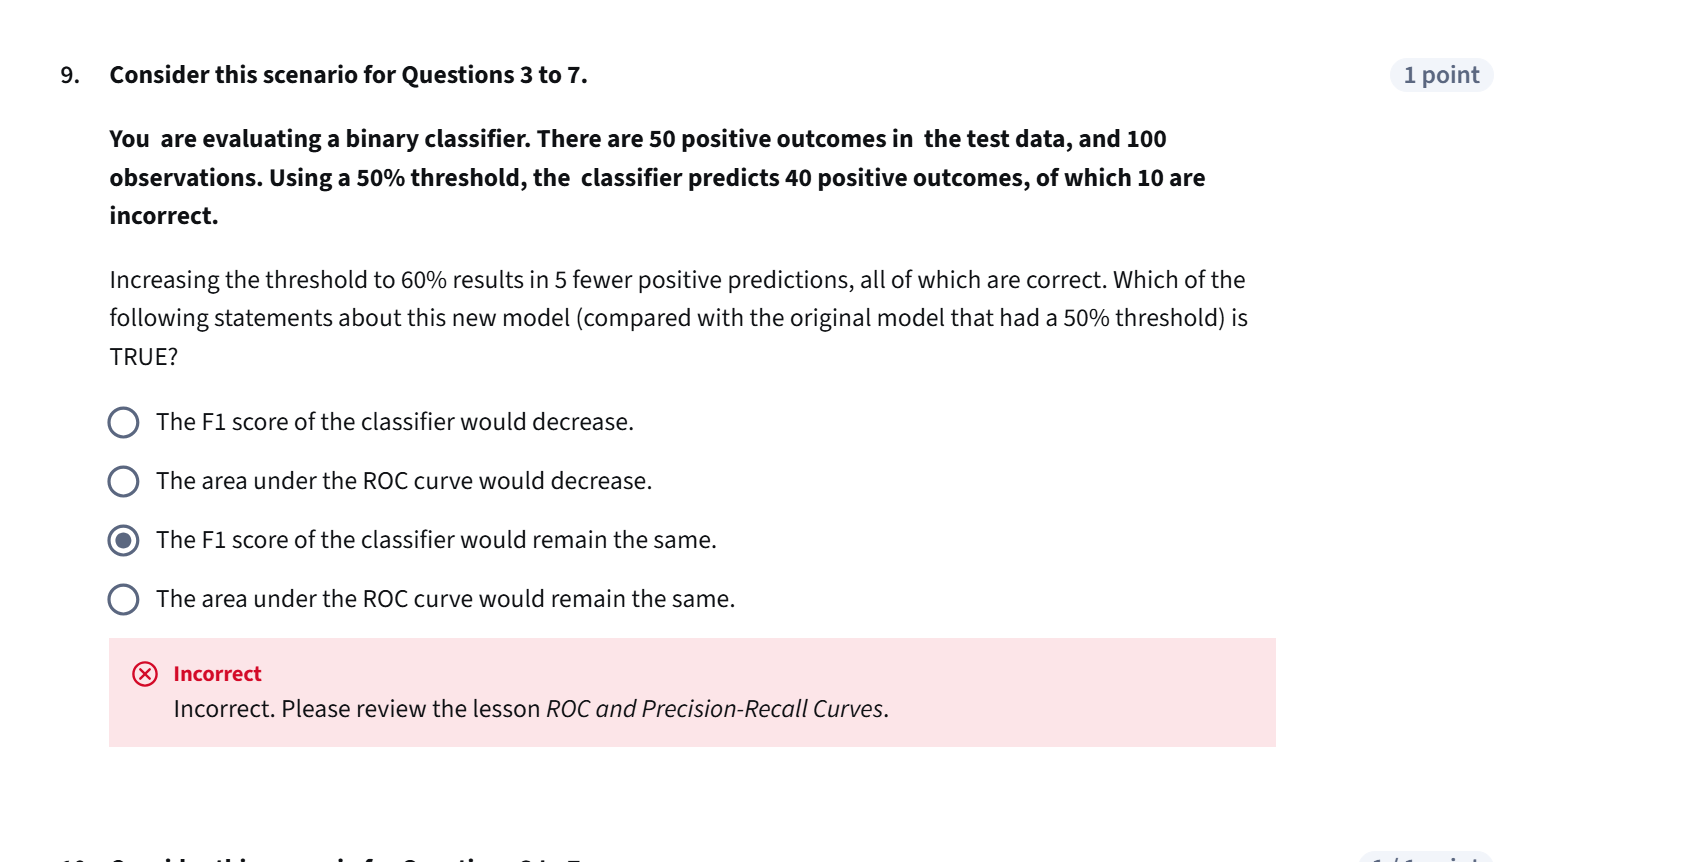 9. Consider this scenario for Questions 3 to 7.
1 point
You are evaluating a binary classifier. There are 50 positive outcomes in the test data, and 100
observations. Using a 50% threshold, the classifier predicts 40 positive outcomes, of which 10 are
incorrect.
Increasing the threshold to 60% results in 5 fewer positive predictions, all of which are correct. Which of the
following statements about this new model (compared with the original model that had a 50% threshold) is
TRUE?
The F1 score of the classifier would decrease.
The area under the ROC curve would decrease.
The F1 score of the classifier would remain the same.
The area under the ROC curve would remain the same.
Incorrect
Incorrect. Please review the lesson ROC and Precision-Recall Curves.